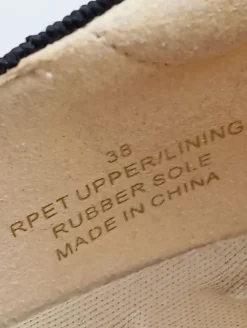 38
RPET UPPER/LINING
RUBBER SOLE
MADE IN CHINA